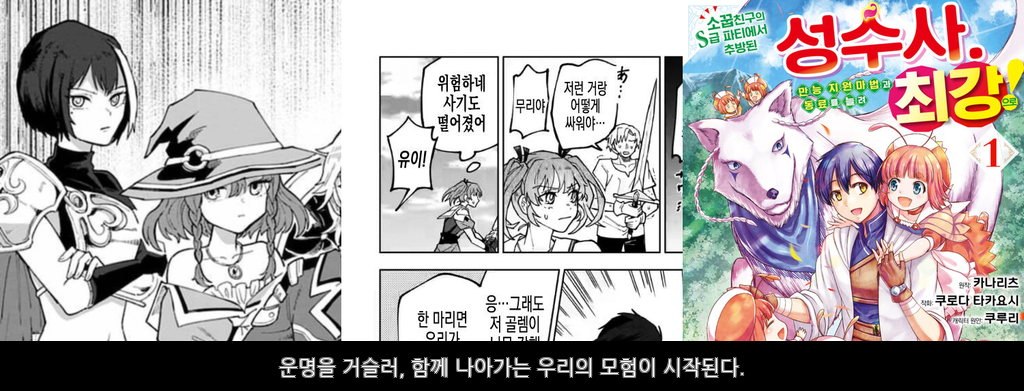 위험하네
사기도
떨어졌어
유이!
무리야
저런 거랑
어떻게
싸워야…
あ
한 마리면
우리가
응…그래도
저 골렘이
소꿉친구의
S급 파티에서
추방된
성수사.
만능 지원마법과
동료를 늘려
최강으로!
1
원작: 카나리츠
작화: 쿠로다 타카요시
캐릭터 원안: 쿠루리
운명을 거슬러, 함께 나아가는 우리의 모험이 시작된다.